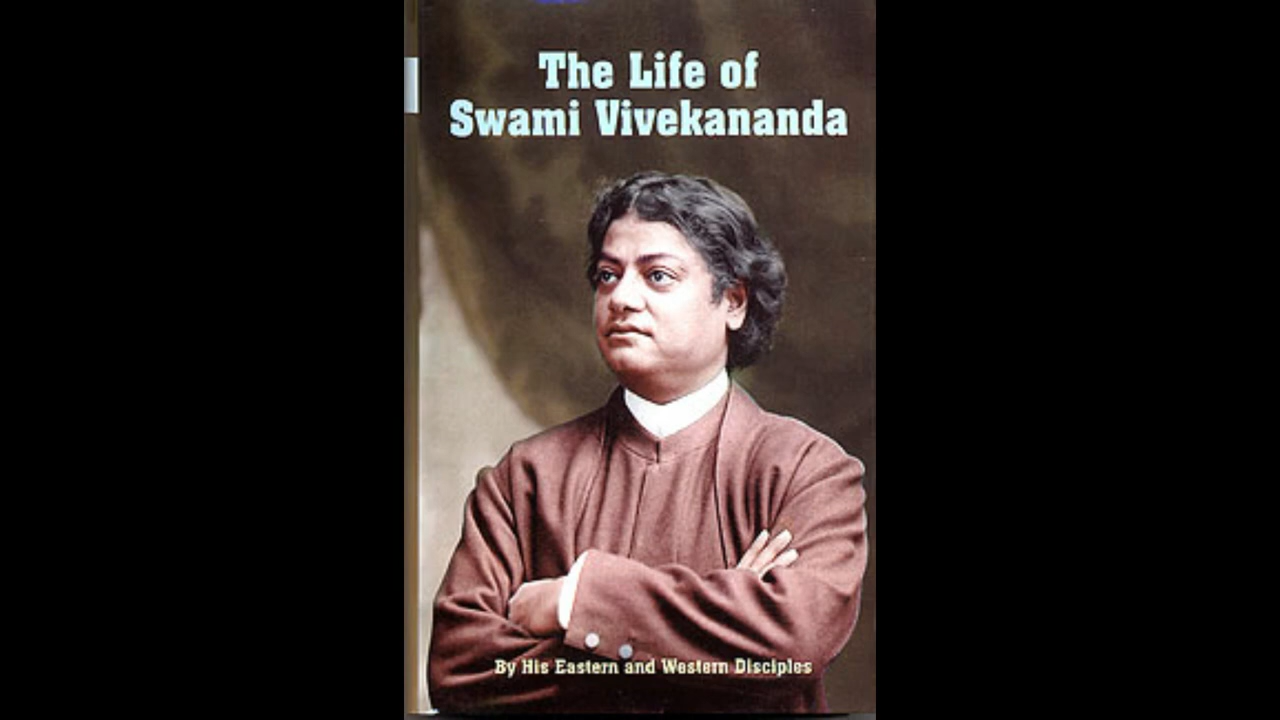 The Life of
Swami Vivekananda
By His Eastern and Western Disciples